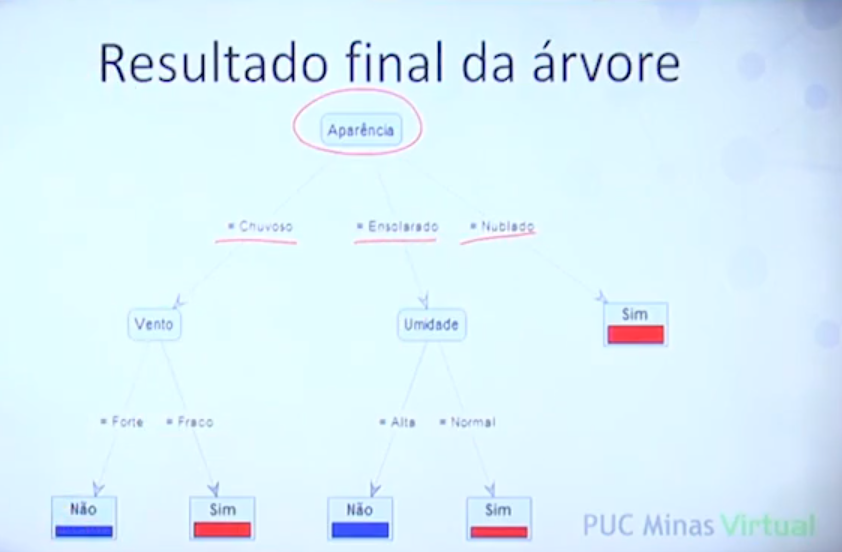 Resultado final da árvore
Aparência
= Chuvoso
= Ensolarado
= Nublado
Vento
Umidade
Sim
= Forte
= Fraco
= Alta
= Normal
Não
Sim
Não
Sim
PUC Minas Virtual